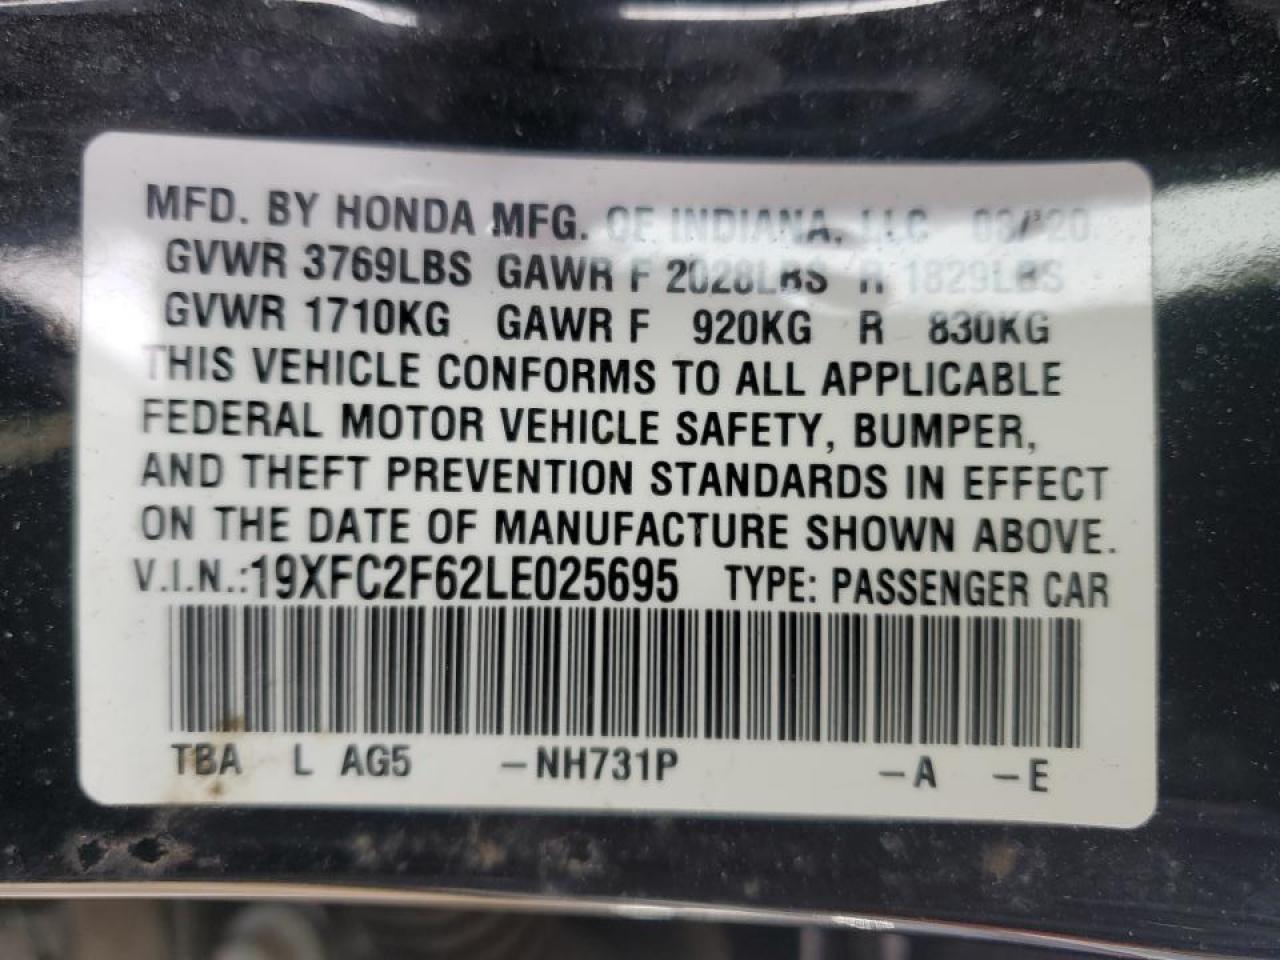 MFD. BY HONDA MFG. OF INDIANA, LLC 08/'20
GVWR 3769LBS GAWR F 2028LBS R 1829LBS
GVWR 1710KG GAWR F 920KG R 830KG
THIS VEHICLE CONFORMS TO ALL APPLICABLE
FEDERAL MOTOR VEHICLE SAFETY, BUMPER,
AND THEFT PREVENTION STANDARDS IN EFFECT
ON THE DATE OF MANUFACTURE SHOWN ABOVE.
V.I.N.:19XFC2F62LE025695 TYPE: PASSENGER CAR
TBA L AG5 –NH731P –A –E